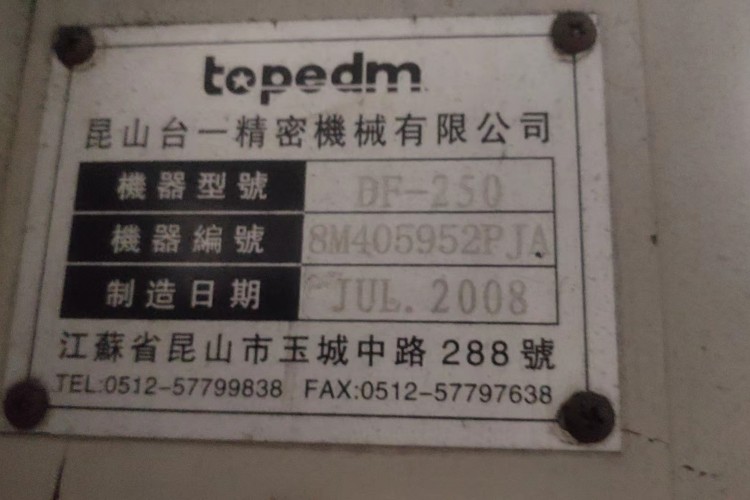 topedm
昆山台一精密機械有限公司
機器型號 DF-250
機器編號 8M405952PJA
制造日期 JUL. 2008
江蘇省昆山市玉城中路288號
TEL:0512-57799838 FAX:0512-57797638